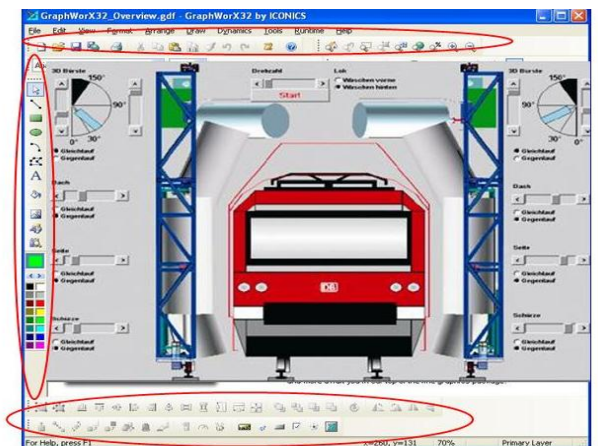 GraphWorX32_Overview.gdf - GraphWorX32 by ICONICS
File Edit View Format Arrange Draw Dynamics Tools Runtime Help
3D Bürste
150°
90°
0° 30°
Gleichlauf
Gegenlauf
Dach
Gleichlauf
Gegenlauf
Seite
Gleichlauf
Gegenlauf
Schürze
Gleichlauf
Gegenlauf
Drehzahl
Start
Lok
Waschen vorne
Waschen hinten
DB
3D Bürste
150°
90°
30° 0°
Gleichlauf
Gegenlauf
Dach
Gleichlauf
Gegenlauf
Seite
Gleichlauf
Gegenlauf
Schürze
Gleichlauf
Gegenlauf
For Help, press F1
x=260, y=131 70% Primary Layer